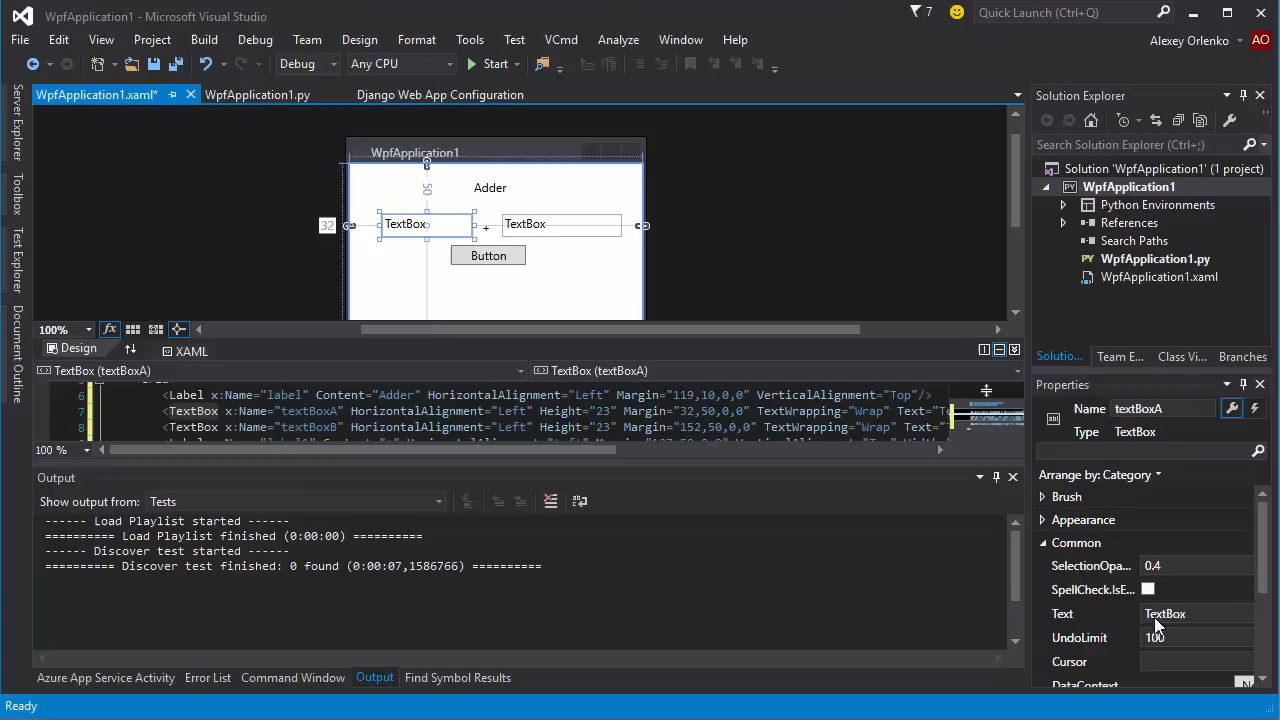 WpfApplication1 - Microsoft Visual Studio
7
Quick Launch (Ctrl+Q)
File Edit View Project Build Debug Team Format Tools Test VCmd Analyze Window Help
Alexey Orlenko AO
Debug Any CPU Start
WpfApplication1.xaml* WpfApplication1.py Django Web App Configuration
Server Explorer
Toolbox
Test Explorer
Document Outline
WpfApplication1
50
Adder
32
TextBox + TextBox
Button
100%
Design XAML
TextBox (textBoxA) TextBox (textBoxA)
6 <Label x:Name="label" Content="Adder" HorizontalAlignment="Left" Margin="119,10,0,0" VerticalAlignment="Top"/>
7 <TextBox x:Name="textBoxA" HorizontalAlignment="Left" Height="23" Margin="32,50,0,0" TextWrapping="Wrap" Text="Te
8 <TextBox x:Name="textBoxB" HorizontalAlignment="Left" Height="23" Margin="152,50,0,0" TextWrapping="Wrap" Text="
100 %
Output
Show output from: Tests
------ Load Playlist started ------
========== Load Playlist finished (0:00:00) ==========
------ Discover test started ------
========== Discover test finished: 0 found (0:00:07,1586766) ==========
Azure App Service Activity Error List Command Window Output Find Symbol Results
Ready
Solution Explorer
Search Solution Explorer (Ctrl+;)
Solution 'WpfApplication1' (1 project)
PY WpfApplication1
Python Environments
References
Search Paths
PY WpfApplication1.py
WpfApplication1.xaml
Solutio... Team E... Class Vi... Branches
Properties
Name textBoxA
Type TextBox
Arrange by: Category
Brush
Appearance
Common
SelectionOpa... 0.4
SpellCheck.IsE...
Text TextBox
UndoLimit 100
Cursor
DataContext